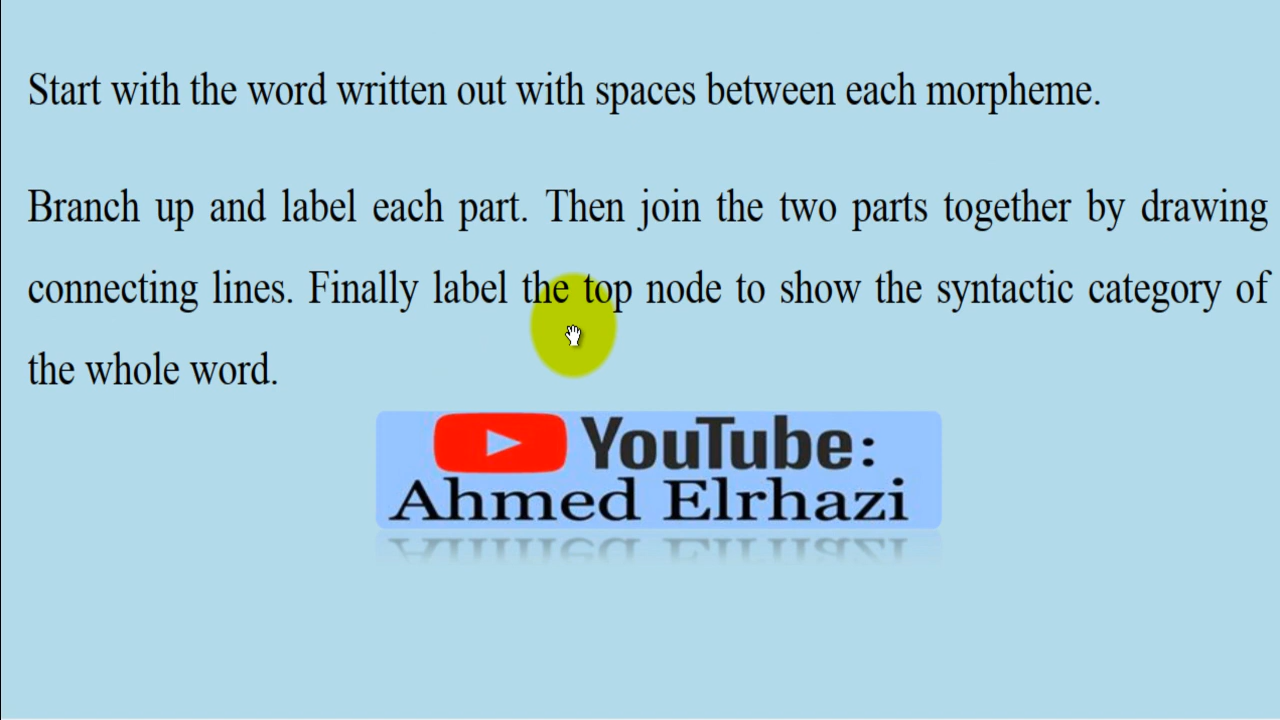 Start with the word written out with spaces between each morpheme.
Branch up and label each part. Then join the two parts together by drawing
connecting lines. Finally label the top node to show the syntactic category of
the whole word.
YouTube:
Ahmed Elrhazi